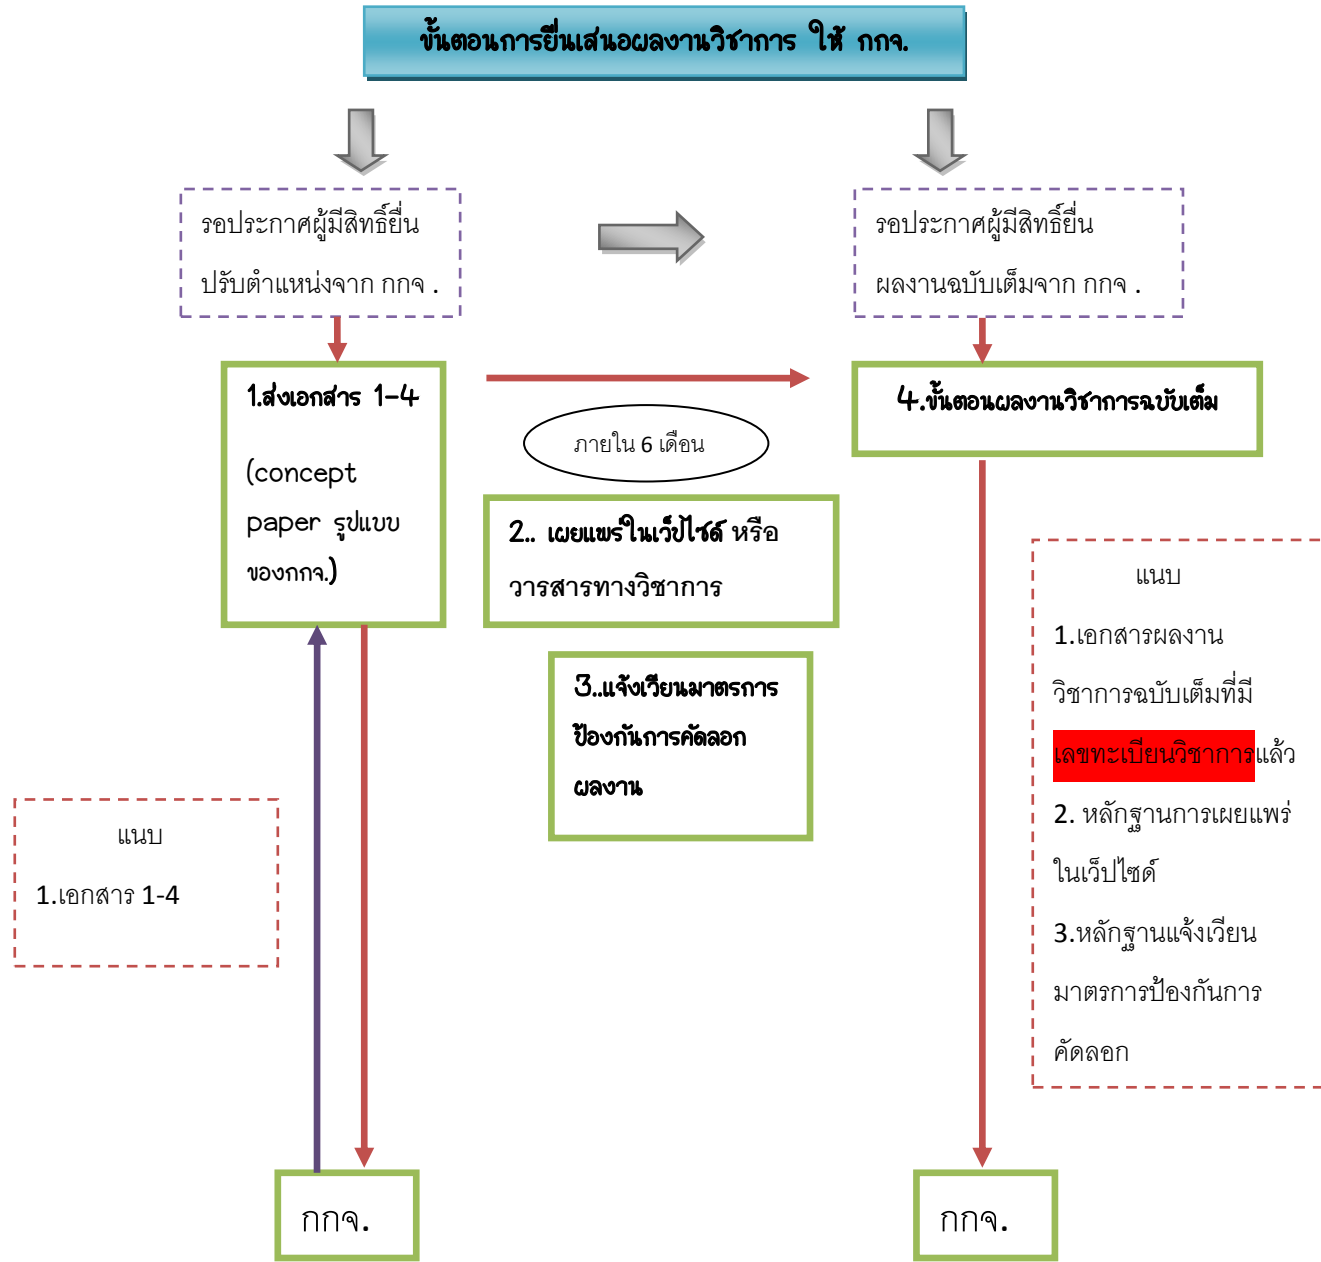 ขั้นตอนการยื่นเสนอผลงานวิชาการ ให้ กกจ.
รอประกาศผู้มีสิทธิ์ยื่น
ปรับตำแหน่งจาก กกจ .
รอประกาศผู้มีสิทธิ์ยื่น
ผลงานฉบับเต็มจาก กกจ .
1.ส่งเอกสาร 1-4
(concept
paper รูปแบบ
ของกกจ.)
ภายใน 6 เดือน
2.. เผยแพร่ในเว็ปไซด์ หรือ
วารสารทางวิชาการ
3..แจ้งเวียนมาตรการ
ป้องกันการคัดลอก
ผลงาน
4.ขั้นตอนผลงานวิชาการฉบับเต็ม
แนบ
1.เอกสารผลงาน
วิชาการฉบับเต็มที่มี
เลขทะเบียนวิชาการแล้ว
2. หลักฐานการเผยแพร่
ในเว็ปไซด์
3.หลักฐานแจ้งเวียน
มาตรการป้องกันการ
คัดลอก
แนบ
1.เอกสาร 1-4
กกจ.
กกจ.